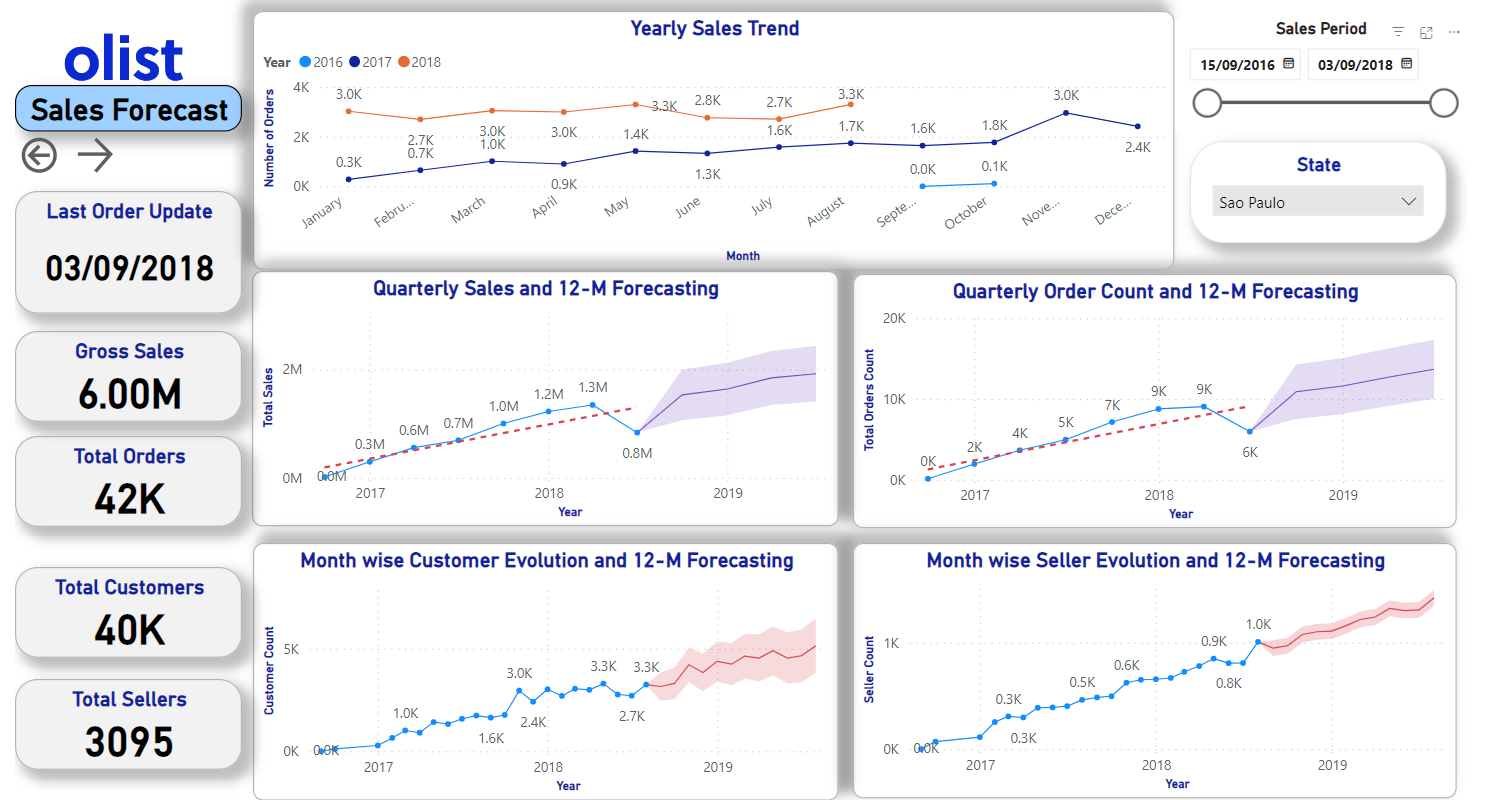 olist
Sales Forecast
Last Order Update
03/09/2018
Gross Sales
6.00M
Total Orders
42K
Total Customers
40K
Total Sellers
3095
Yearly Sales Trend
Year 2016 2017 2018
Number of Orders
4K
2K
0K
3.0K 2.7K 3.0K 3.0K 3.3K 2.8K 2.7K 3.3K
0.3K 0.7K 1.0K 0.9K 1.4K 1.3K 1.6K 1.7K 1.6K 1.8K 3.0K 2.4K
0.0K 0.1K
January Febru... March April May June July August Septe... October Nove... Dece...
Month
Sales Period
15/09/2016 03/09/2018
State
Sao Paulo
Quarterly Sales and 12-M Forecasting
Total Sales
2M
0M
0.0M 0.3M 0.6M 0.7M 1.0M 1.2M 1.3M 0.8M
2017 2018 2019
Year
Quarterly Order Count and 12-M Forecasting
Total Orders Count
20K
10K
0K
0K 2K 4K 5K 7K 9K 9K 6K
2017 2018 2019
Year
Month wise Customer Evolution and 12-M Forecasting
Customer Count
5K
0K
0.0K 1.0K 1.6K 3.0K 2.4K 3.3K 2.7K 3.3K
2017 2018 2019
Year
Month wise Seller Evolution and 12-M Forecasting
Seller Count
1K
0K
0.0K 0.3K 0.3K 0.5K 0.6K 0.9K 0.8K 1.0K
2017 2018 2019
Year